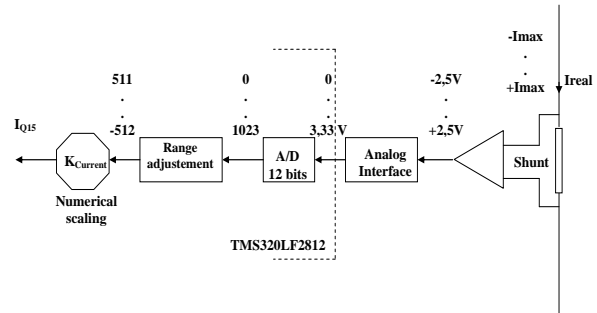 -Imax
.
.
+Imax
Ireal
511
.
.
-512
0
.
.
1023
0
.
.
3,33 V
-2,5V
.
.
+2,5V
IQ15
KCurrent
Numerical
scaling
Range
adjustement
A/D
12 bits
Analog
Interface
Shunt
TMS320LF2812